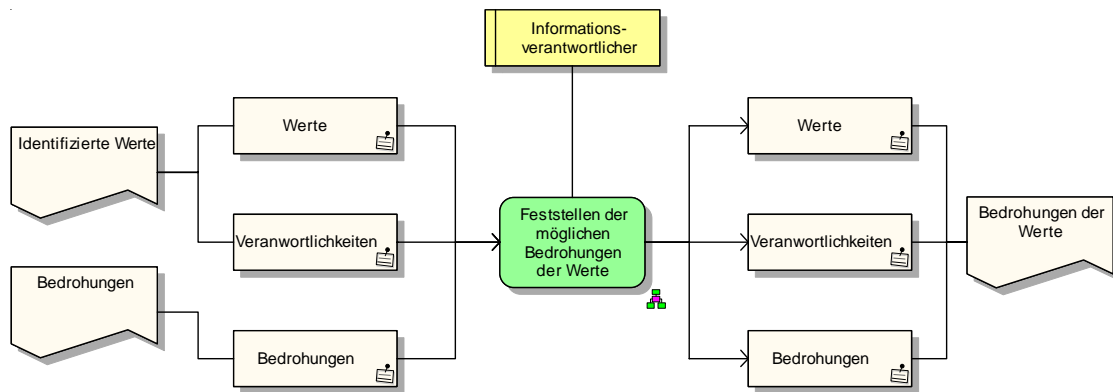 Informations-
verantwortlicher
Identifizierte Werte
Bedrohungen
Werte
Veranwortlichkeiten
Bedrohungen
Feststellen der
möglichen
Bedrohungen
der Werte
Werte
Veranwortlichkeiten
Bedrohungen
Bedrohungen der
Werte